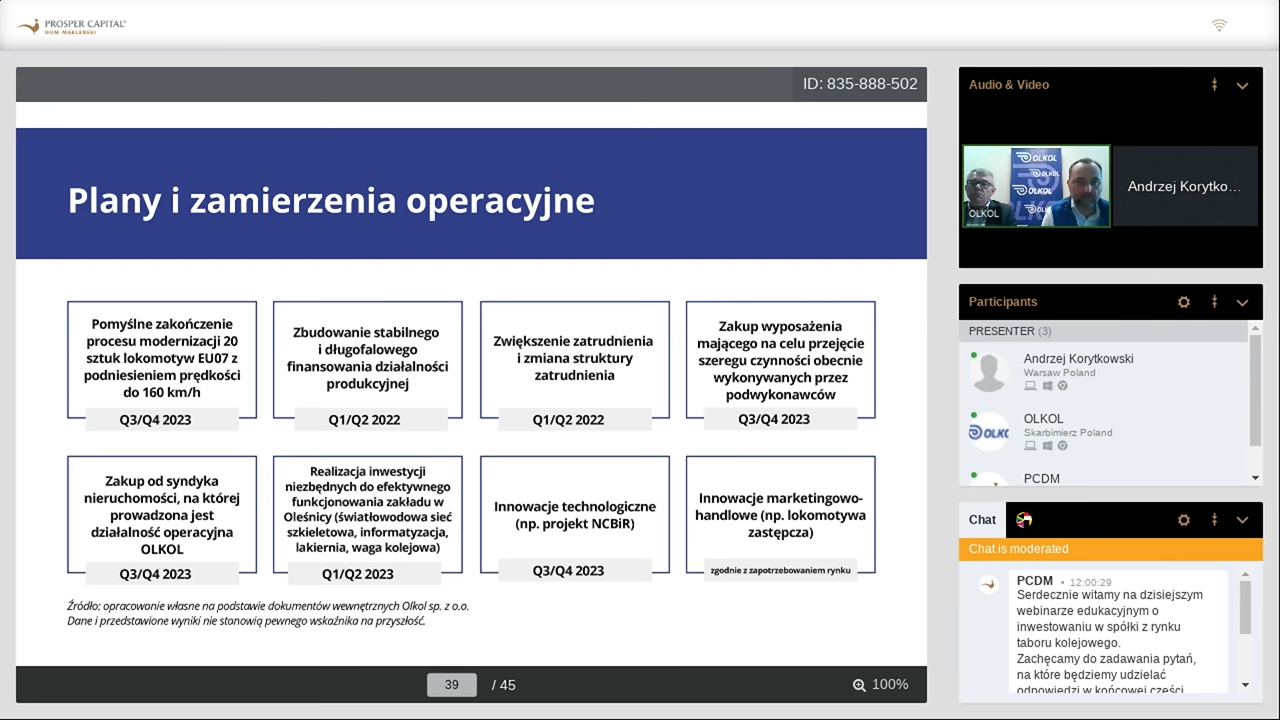 PROSPER CAPITAL
DOM MAKLERSKI
ID: 835-888-502
Plany i zamierzenia operacyjne
Pomyślne zakończenie
procesu modernizacji 20
sztuk lokomotyw EU07 z
podniesieniem prędkości
do 160 km/h
Q3/Q4 2023
Zbudowanie stabilnego
i długofalowego
finansowania działalności
produkcyjnej
Q1/Q2 2022
Zwiększenie zatrudnienia
i zmiana struktury
zatrudnienia
Q1/Q2 2022
Zakup wyposażenia
mającego na celu przejęcie
szeregu czynności obecnie
wykonywanych przez
podwykonawców
Q3/Q4 2023
Zakup od syndyka
nieruchomości, na której
prowadzona jest
działalność operacyjna
OLKOL
Q3/Q4 2023
Realizacja inwestycji
niezbędnych do efektywnego
funkcjonowania zakładu w
Oleśnicy (światłowodowa sieć
szkieletowa, informatyzacja,
lakiernia, waga kolejowa)
Q1/Q2 2023
Innowacje technologiczne
(np. projekt NCBiR)
Q3/Q4 2023
Innowacje marketingowo-
handlowe (np. lokomotywa
zastępcza)
zgodnie z zapotrzebowaniem rynku
Źródło: opracowanie własne na podstawie dokumentów wewnętrznych Olkol sp. z o.o.
Dane i przedstawione wyniki nie stanowią pewnego wskaźnika na przyszłość.
39 / 45
100%
Audio & Video
OLKOL
OLKOL
OLKOL
OLKOL
Andrzej Korytko...
Participants
PRESENTER (3)
Andrzej Korytkowski
Warsaw Poland
OLKOL
Skarbimierz Poland
PCDM
Chat
Chat is moderated
PCDM • 12:00:29
Serdecznie witamy na dzisiejszym
webinarze edukacyjnym o
inwestowaniu w spółki z rynku
taboru kolejowego.
Zachęcamy do zadawania pytań,
na które będziemy udzielać
odpowiedzi w końcowej części